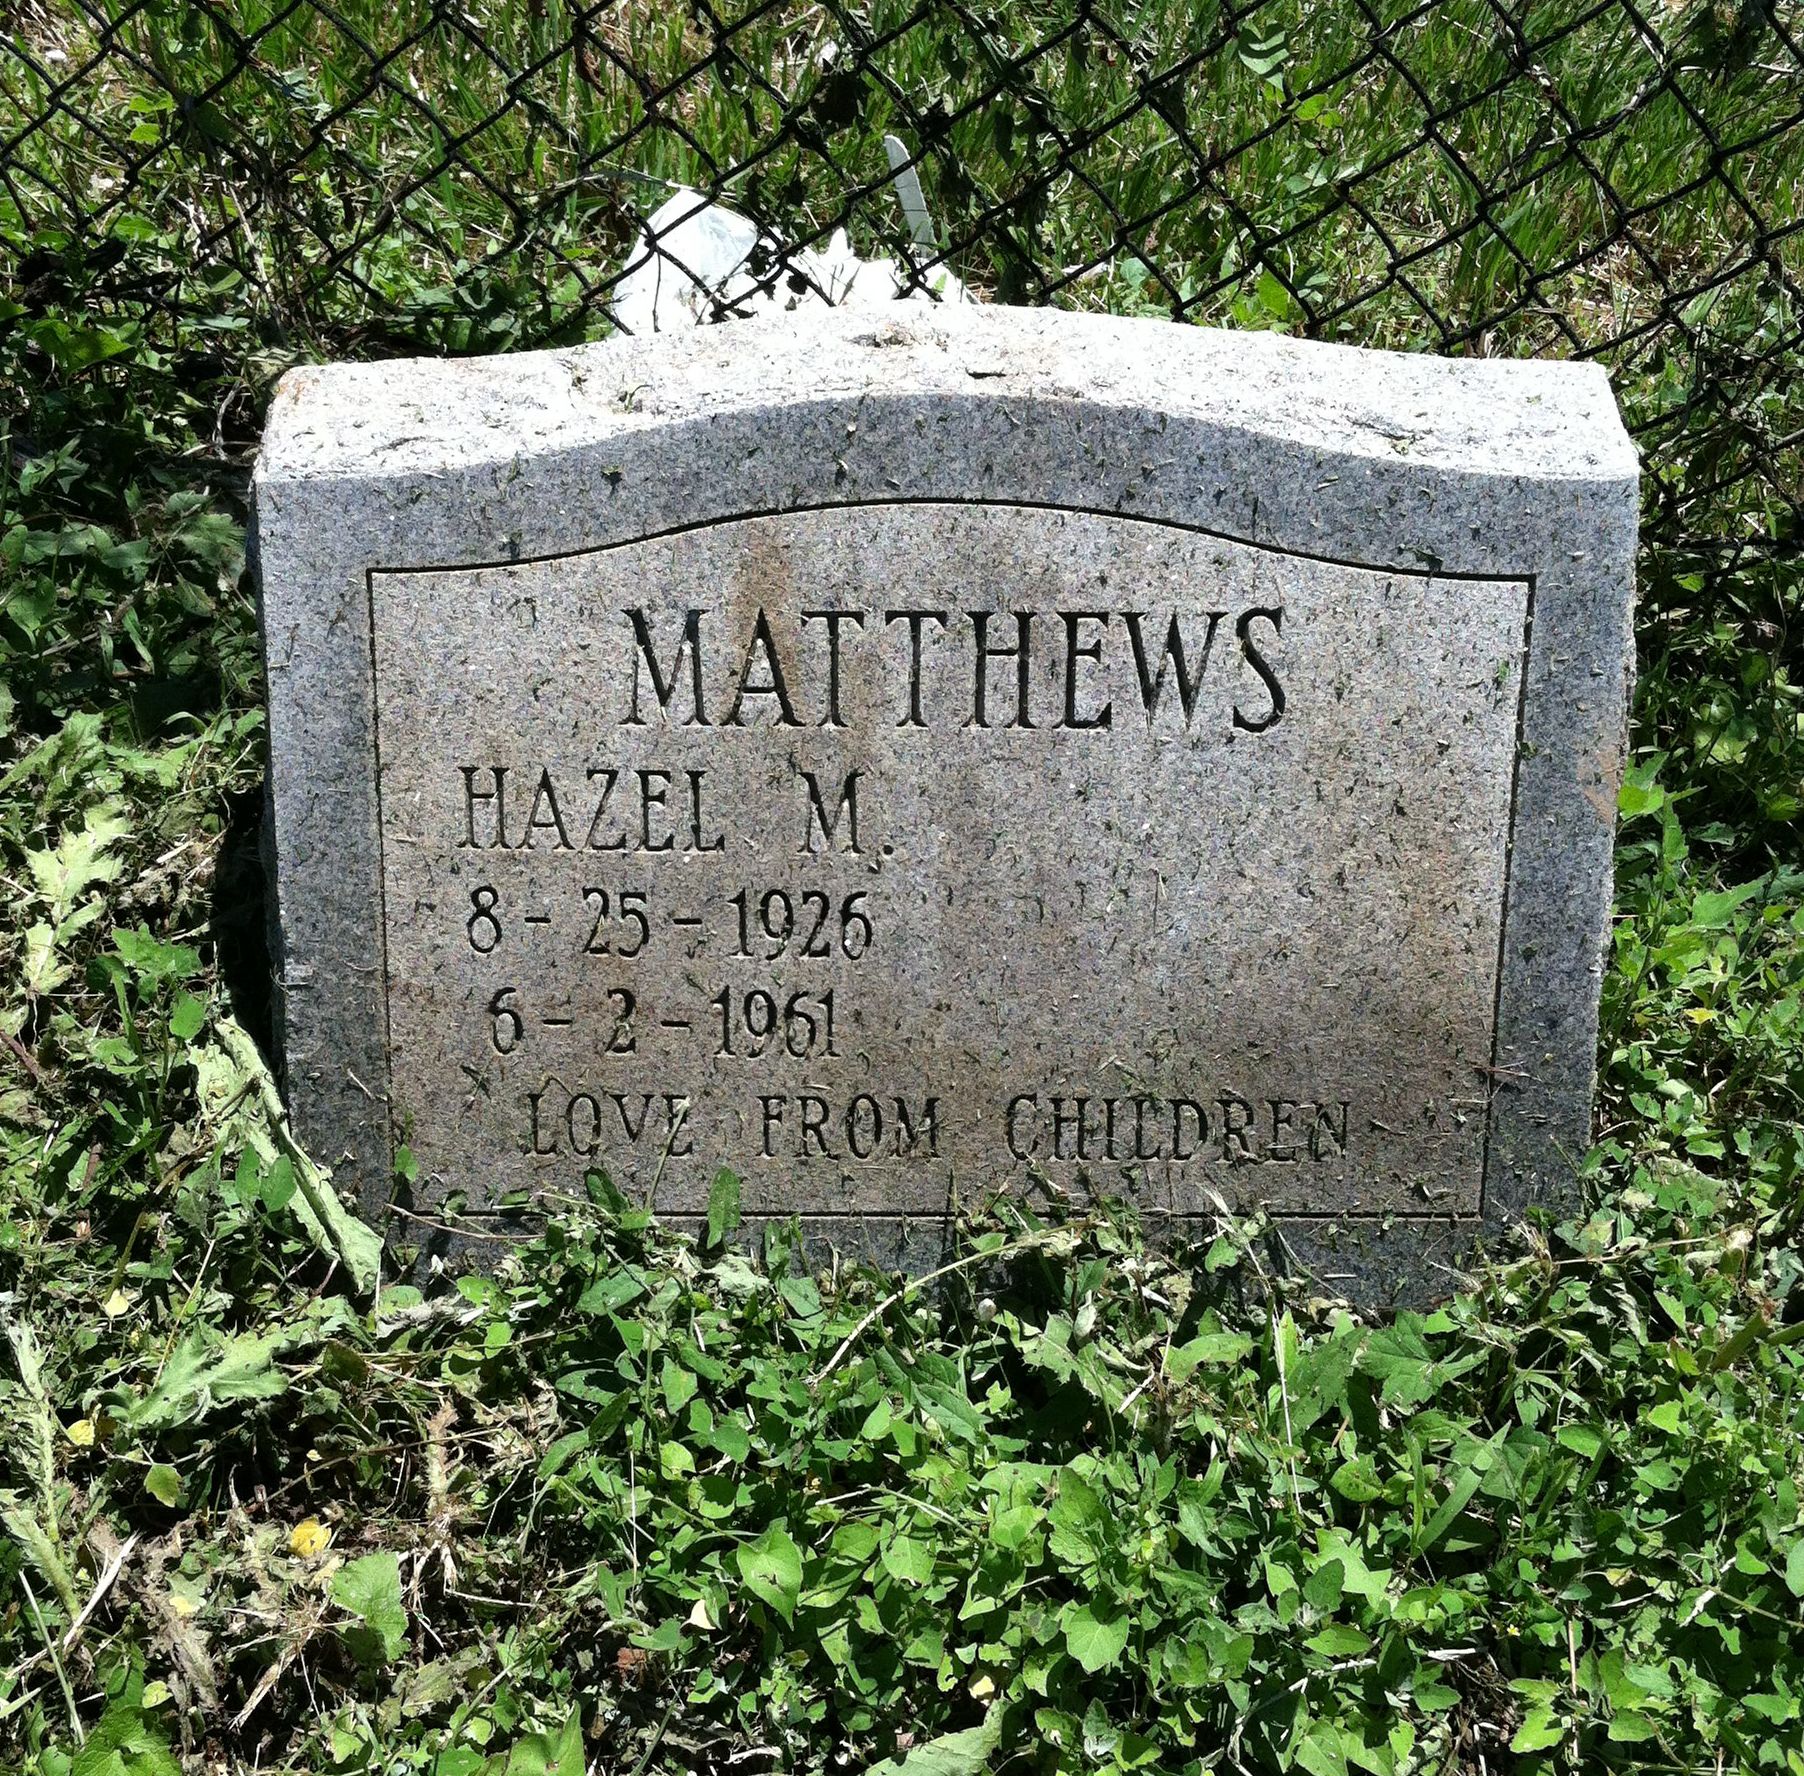 MATTHEWS
HAZEL M.
8-25-1926
6-2-1961
LOVE FROM CHILDREN